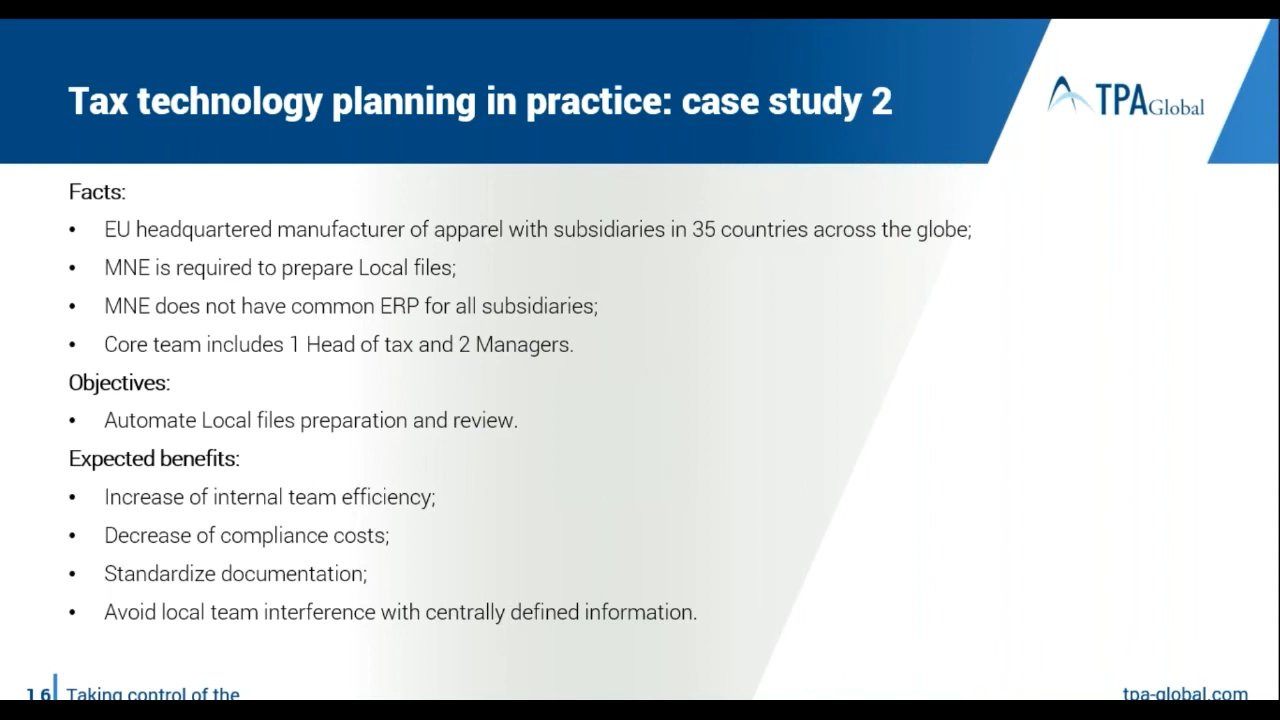 Tax technology planning in practice: case study 2
TPAGlobal
Facts:
• EU headquartered manufacturer of apparel with subsidiaries in 35 countries across the globe;
• MNE is required to prepare Local files;
• MNE does not have common ERP for all subsidiaries;
• Core team includes 1 Head of tax and 2 Managers.
Objectives:
• Automate Local files preparation and review.
Expected benefits:
• Increase of internal team efficiency;
• Decrease of compliance costs;
• Standardize documentation;
• Avoid local team interference with centrally defined information.
16 Taking control of the
tpa-global.com